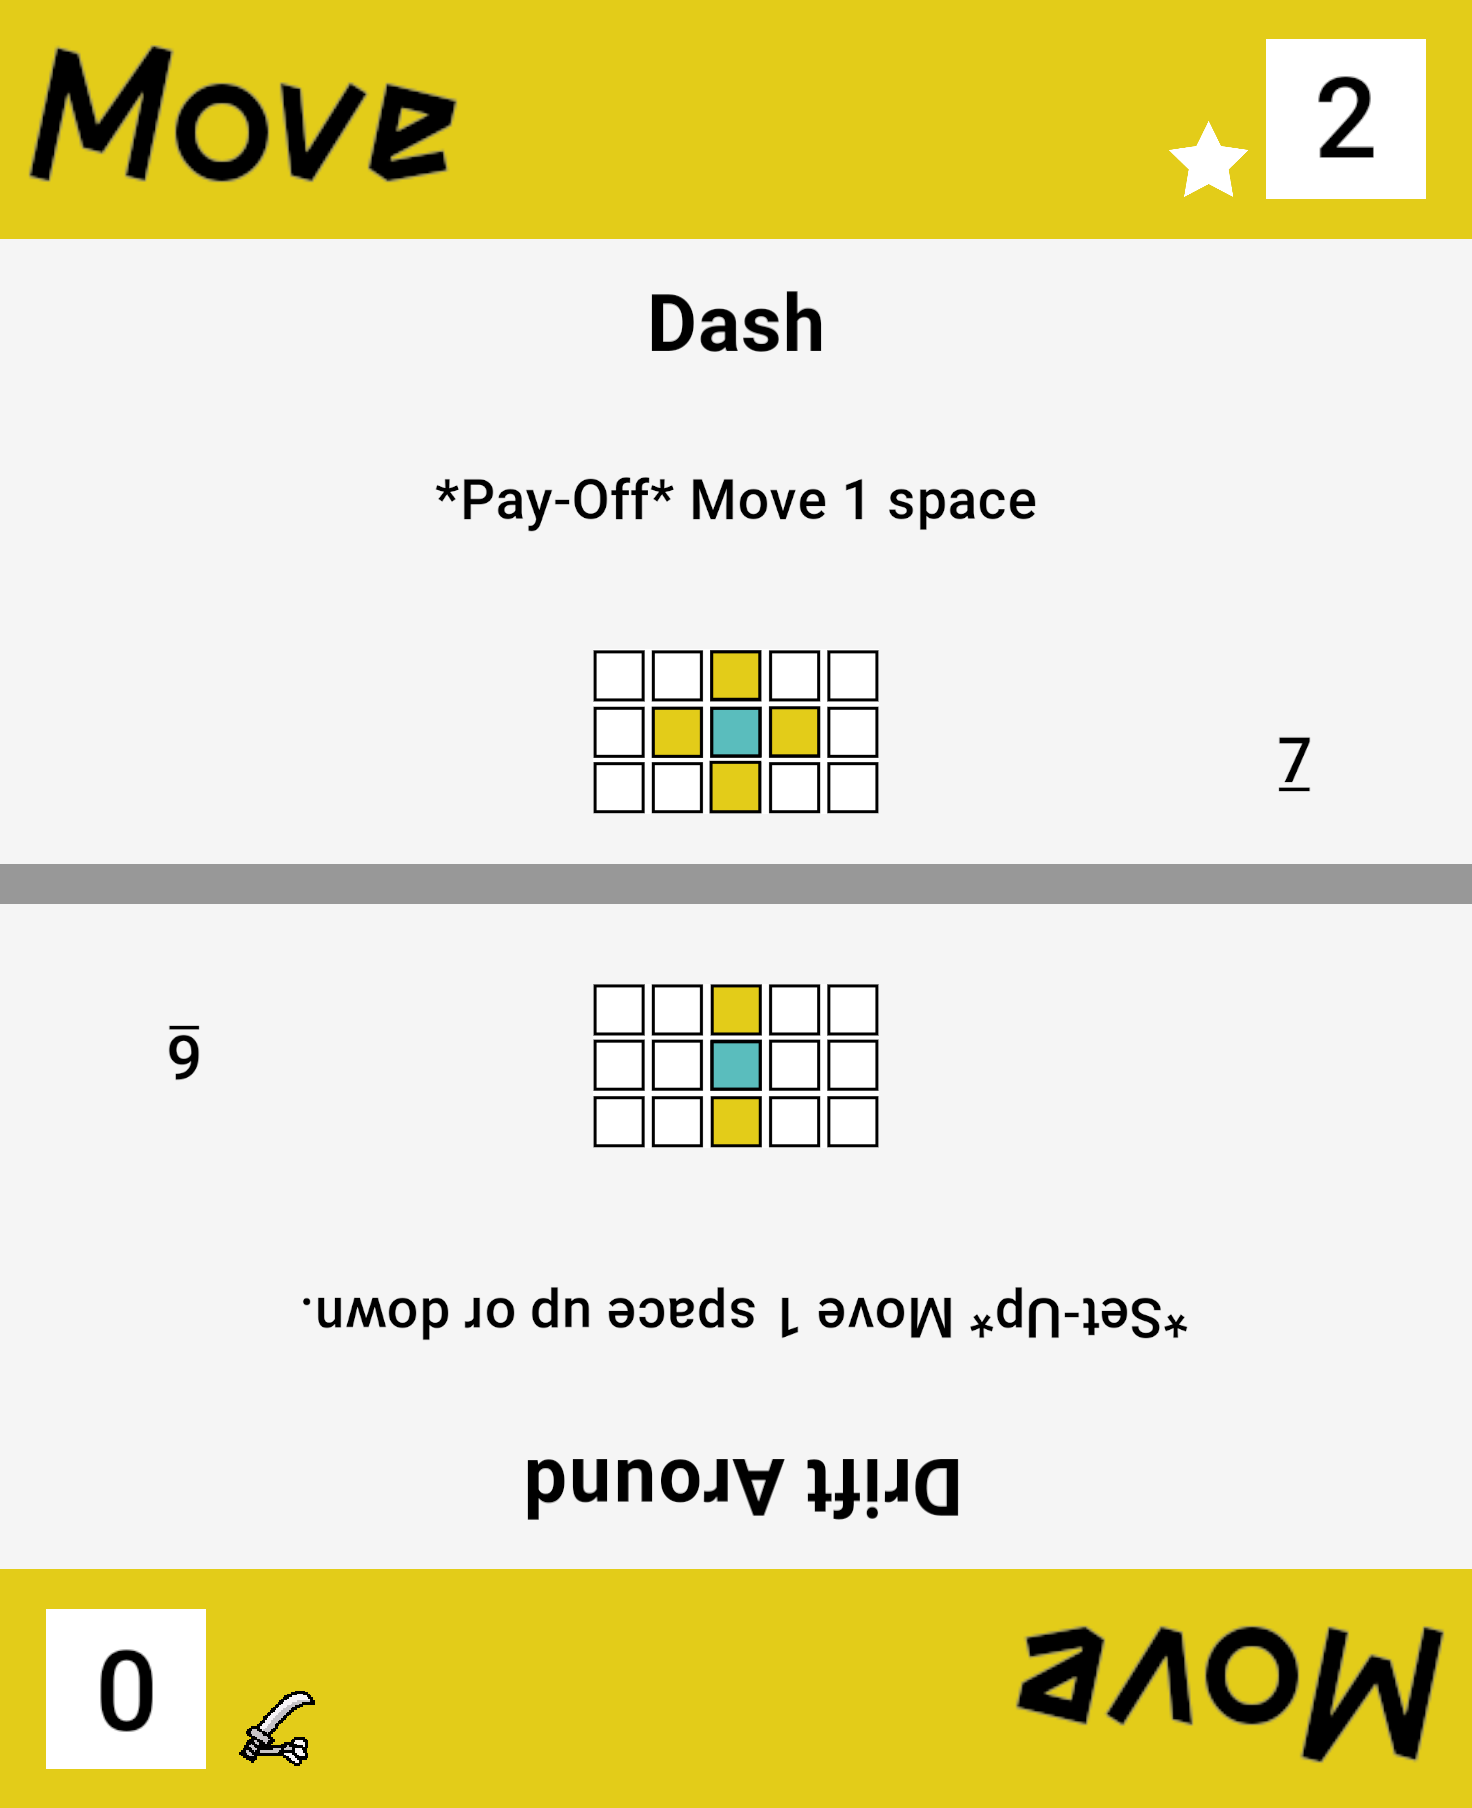 Move
2
Dash
*Pay-Off* Move 1 space
7
Move
0
Drift Around
*Set-Up* Move 1 space up or down.
6